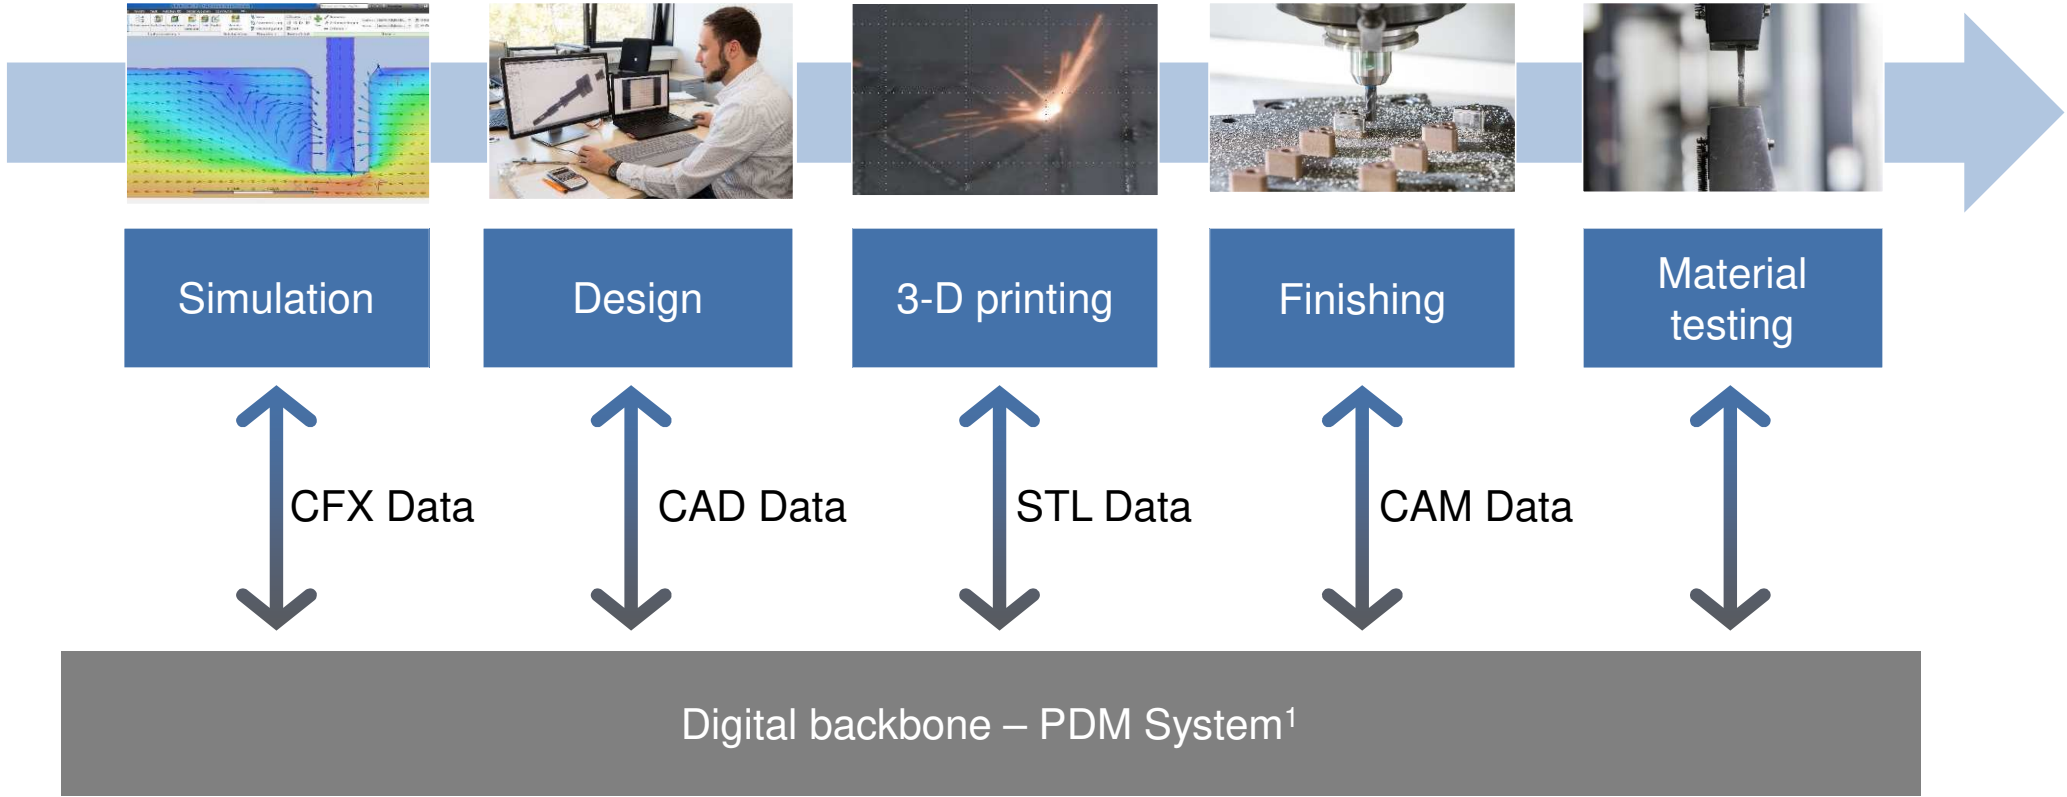 Simulation
Design
3-D printing
Finishing
Material
testing
CFX Data
CAD Data
STL Data
CAM Data
Digital backbone – PDM System¹